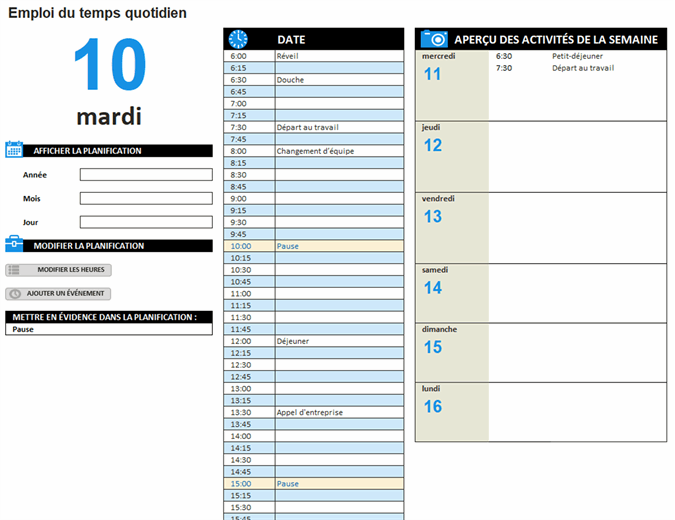 Emploi du temps quotidien
10
mardi
AFFICHER LA PLANIFICATION
Année
Mois
Jour
MODIFIER LA PLANIFICATION
MODIFIER LES HEURES
AJOUTER UN ÉVÉNEMENT
METTRE EN ÉVIDENCE DANS LA PLANIFICATION :
Pause
DATE
6:00 Réveil
6:15
6:30 Douche
6:45
7:00
7:15
7:30 Départ au travail
7:45
8:00 Changement d'équipe
8:15
8:30
8:45
9:00
9:15
9:30
9:45
10:00 Pause
10:15
10:30
10:45
11:00
11:15
11:30
11:45
12:00 Déjeuner
12:15
12:30
12:45
13:00
13:15
13:30 Appel d'entreprise
13:45
14:00
14:15
14:30
14:45
15:00 Pause
15:15
15:30
15:45
APERÇU DES ACTIVITÉS DE LA SEMAINE
mercredi 6:30 Petit-déjeuner
11 7:30 Départ au travail
jeudi
12
vendredi
13
samedi
14
dimanche
15
lundi
16